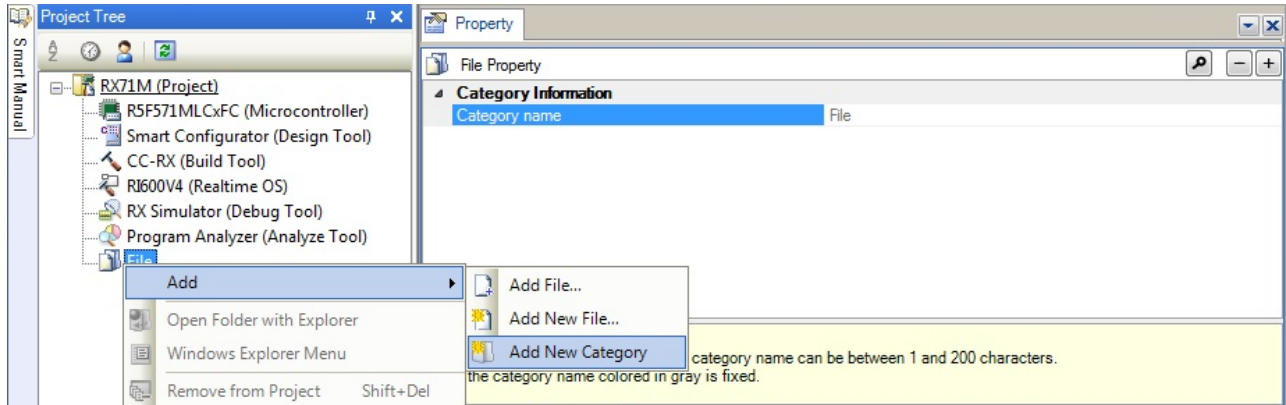 Smart Manual
Project Tree
RX71M (Project)
R5F571MLCxFC (Microcontroller)
Smart Configurator (Design Tool)
CC-RX (Build Tool)
RI600V4 (Realtime OS)
RX Simulator (Debug Tool)
Program Analyzer (Analyze Tool)
File
Add
Open Folder with Explorer
Windows Explorer Menu
Remove from Project Shift+Del
Add File...
Add New File...
Add New Category
Property
File Property
Category Information
Category name File
category name can be between 1 and 200 characters.
the category name colored in gray is fixed.